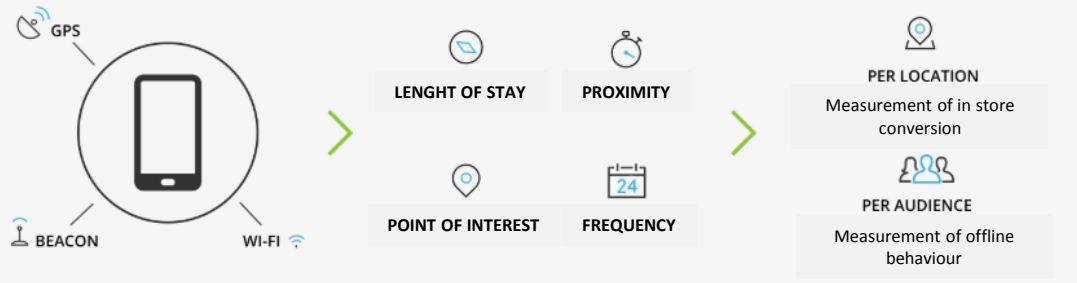 GPS
BEACON
WI-FI
LENGHT OF STAY
PROXIMITY
POINT OF INTEREST
24
FREQUENCY
PER LOCATION
Measurement of in store
conversion
PER AUDIENCE
Measurement of offline
behaviour